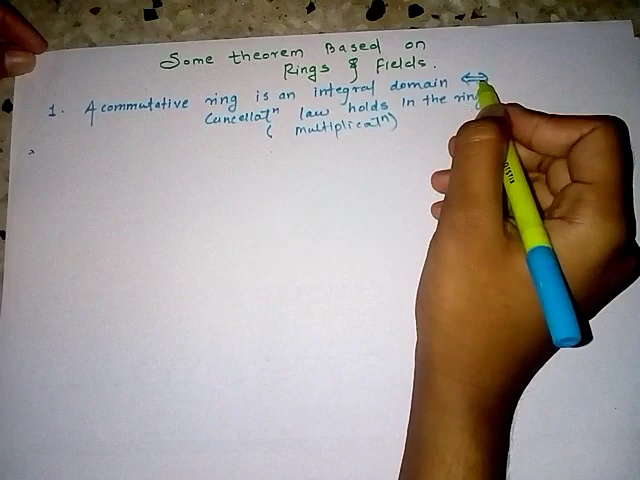 Some theorem Based on
Rings & fields.
1. A commutative ring is an integral domain ⇔
Cancellatⁿ law holds in the ring
( multiplicatⁿ)